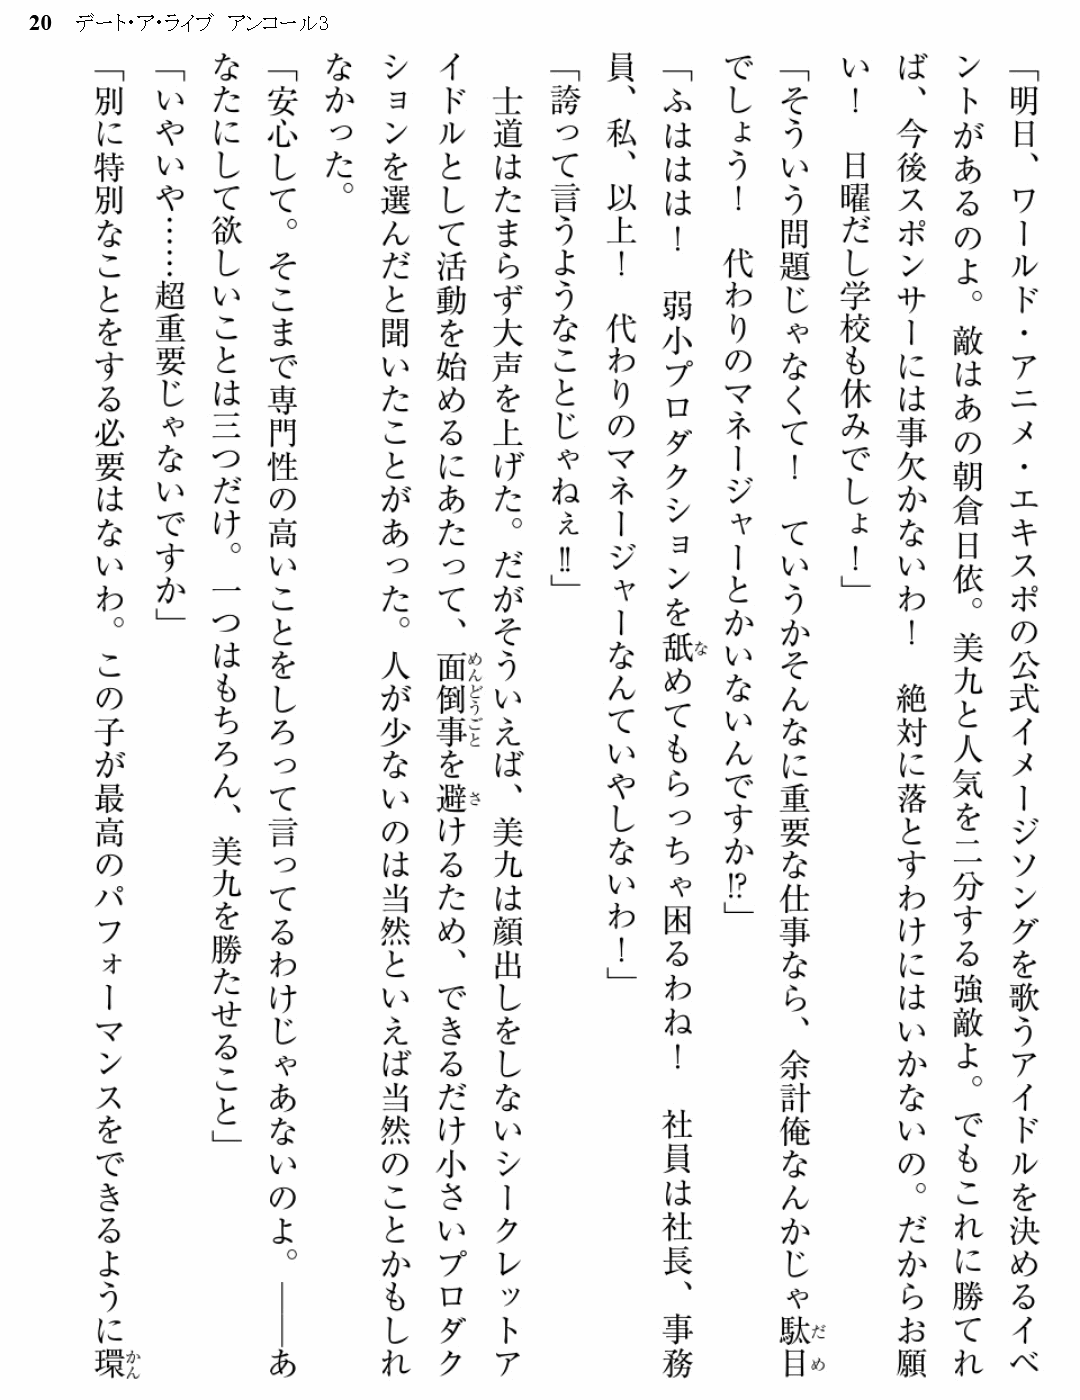 20　デート・ア・ライブ　アンコール3
「明日、ワールド・アニメ・エキスポの公式イメージソングを歌うアイドルを決めるイベ
ントがあるのよ。敵はあの朝倉日依。美九と人気を二分する強敵よ。でもこれに勝てれ
ば、今後スポンサーには事欠かないわ！　絶対に落とすわけにはいかないの。だからお願
い！　日曜だし学校も休みでしょ！」
「そういう問題じゃなくて！　ていうかそんなに重要な仕事なら、余計俺なんかじゃ駄目
でしょう！　代わりのマネージャーとかいないんですか⁉」
「ふははは！　弱小プロダクションを舐めてもらっちゃ困るわね！　社員は社長、事務
員、私、以上！　代わりのマネージャーなんていやしないわ！」
「誇って言うようなことじゃねぇ‼」
　士道はたまらず大声を上げた。だがそういえば、美九は顔出しをしないシークレットア
イドルとして活動を始めるにあたって、面倒事を避けるため、できるだけ小さいプロダク
ションを選んだと聞いたことがあった。人が少ないのは当然といえば当然のことかもしれ
なかった。
「安心して。そこまで専門性の高いことをしろって言ってるわけじゃあないのよ。――あ
なたにして欲しいことは三つだけ。一つはもちろん、美九を勝たせること」
「いやいや……超重要じゃないですか」
「別に特別なことをする必要はないわ。この子が最高のパフォーマンスをできるように環